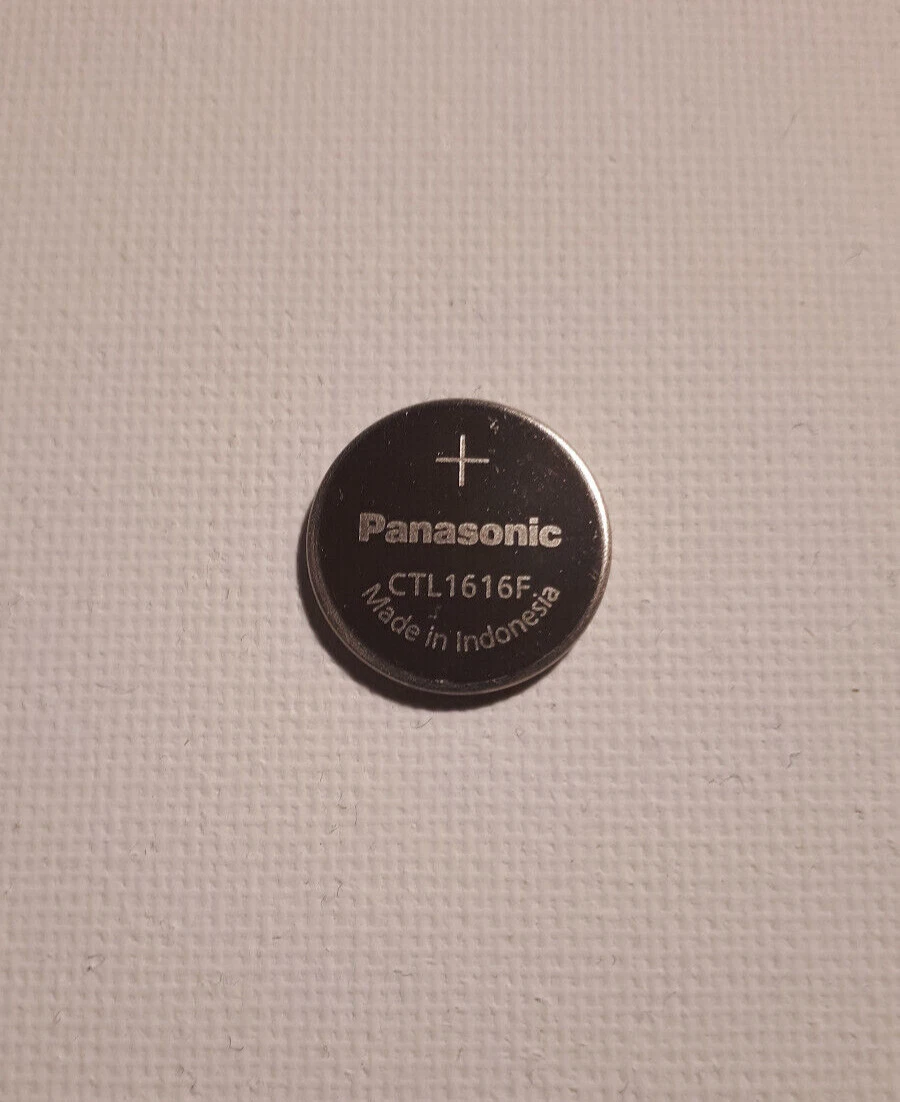 +
Panasonic
CTL1616F
Made in Indonesia